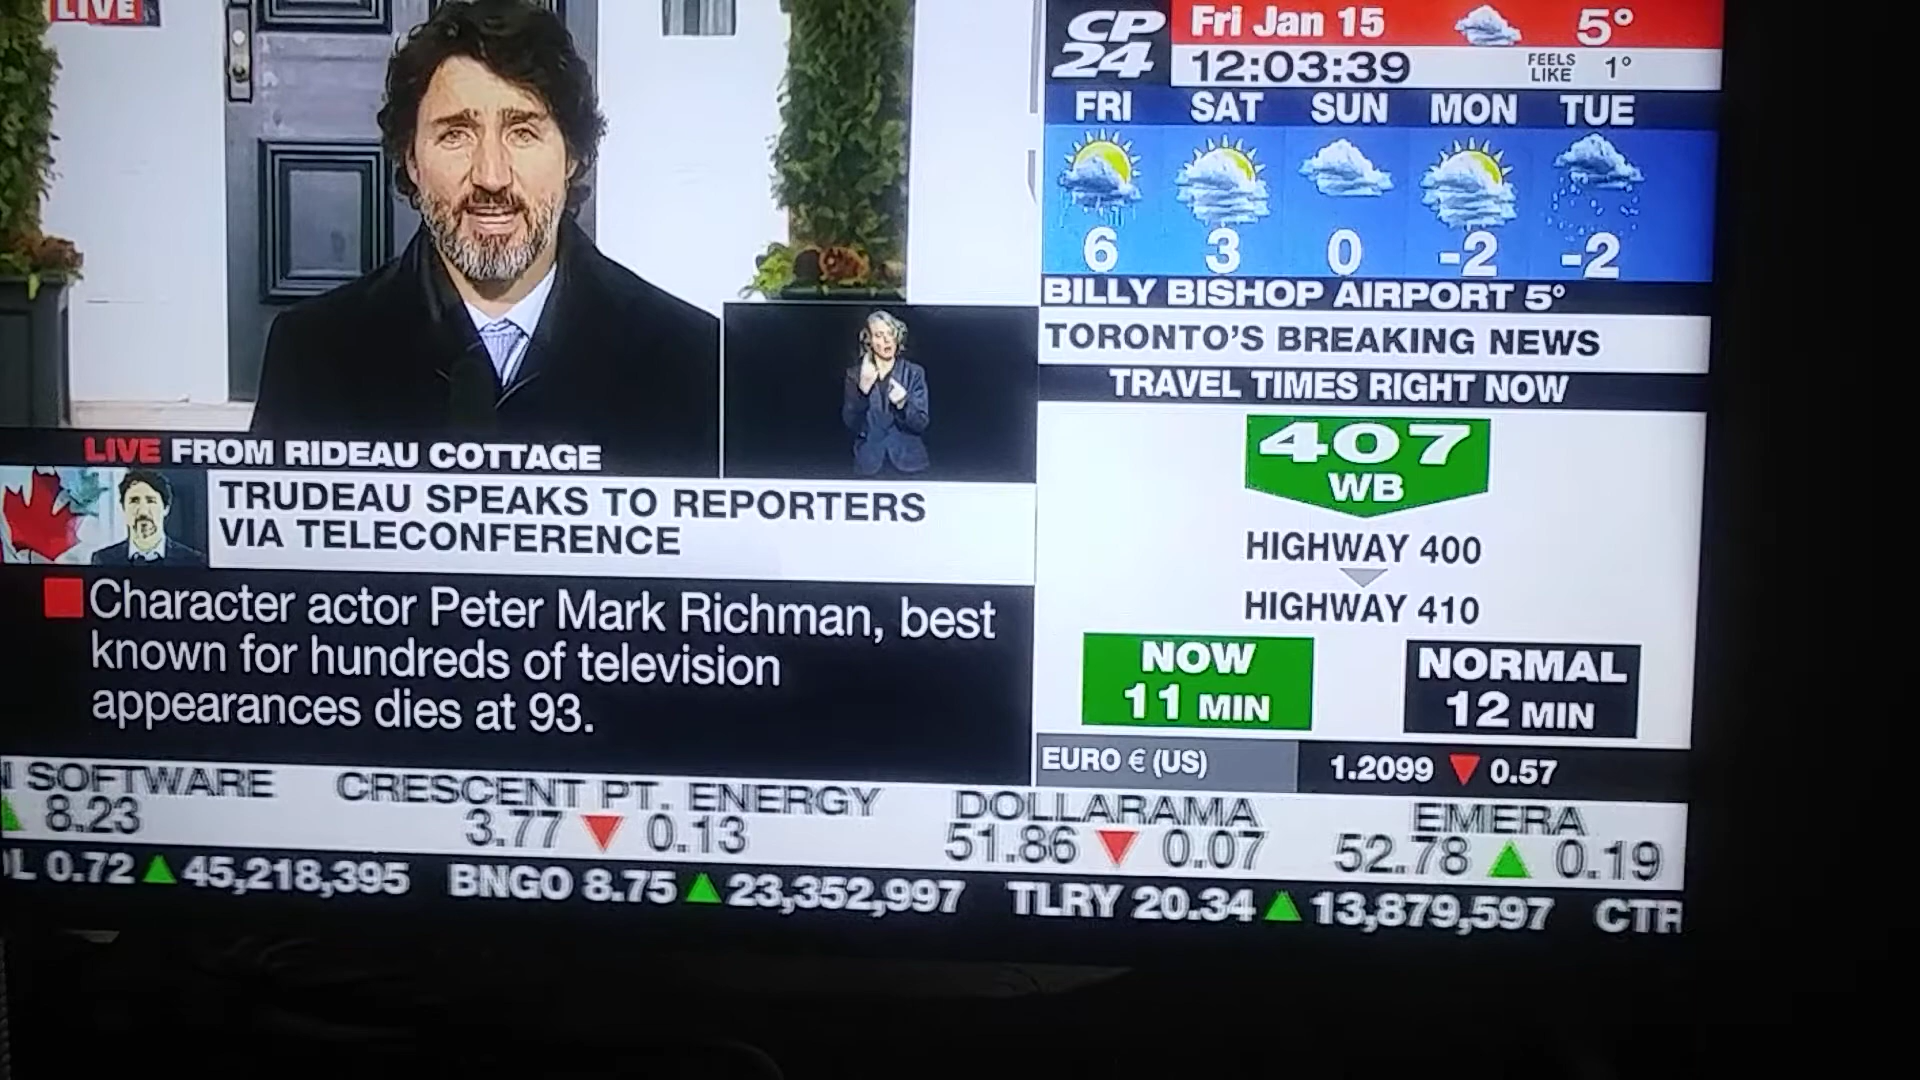 LIVE
CP
24
Fri Jan 15
5°
12:03:39
FEELS
LIKE
1°
FRI SAT SUN MON TUE
6 3 0 -2 -2
BILLY BISHOP AIRPORT 5°
TORONTO'S BREAKING NEWS
TRAVEL TIMES RIGHT NOW
407
WB
HIGHWAY 400
HIGHWAY 410
NOW
11 MIN
NORMAL
12 MIN
LIVE FROM RIDEAU COTTAGE
TRUDEAU SPEAKS TO REPORTERS
VIA TELECONFERENCE
Character actor Peter Mark Richman, best
known for hundreds of television
appearances dies at 93.
EURO € (US) 1.2099 ▼ 0.57
SOFTWARE CRESCENT PT. ENERGY DOLLARAMA EMERA
▲ 8.23 3.77 ▼ 0.13 51.86 ▼ 0.07 52.78 ▲ 0.19
L 0.72 ▲ 45,218,395 BNGO 8.75 ▲ 23,352,997 TLRY 20.34 ▲ 13,879,597 CTR